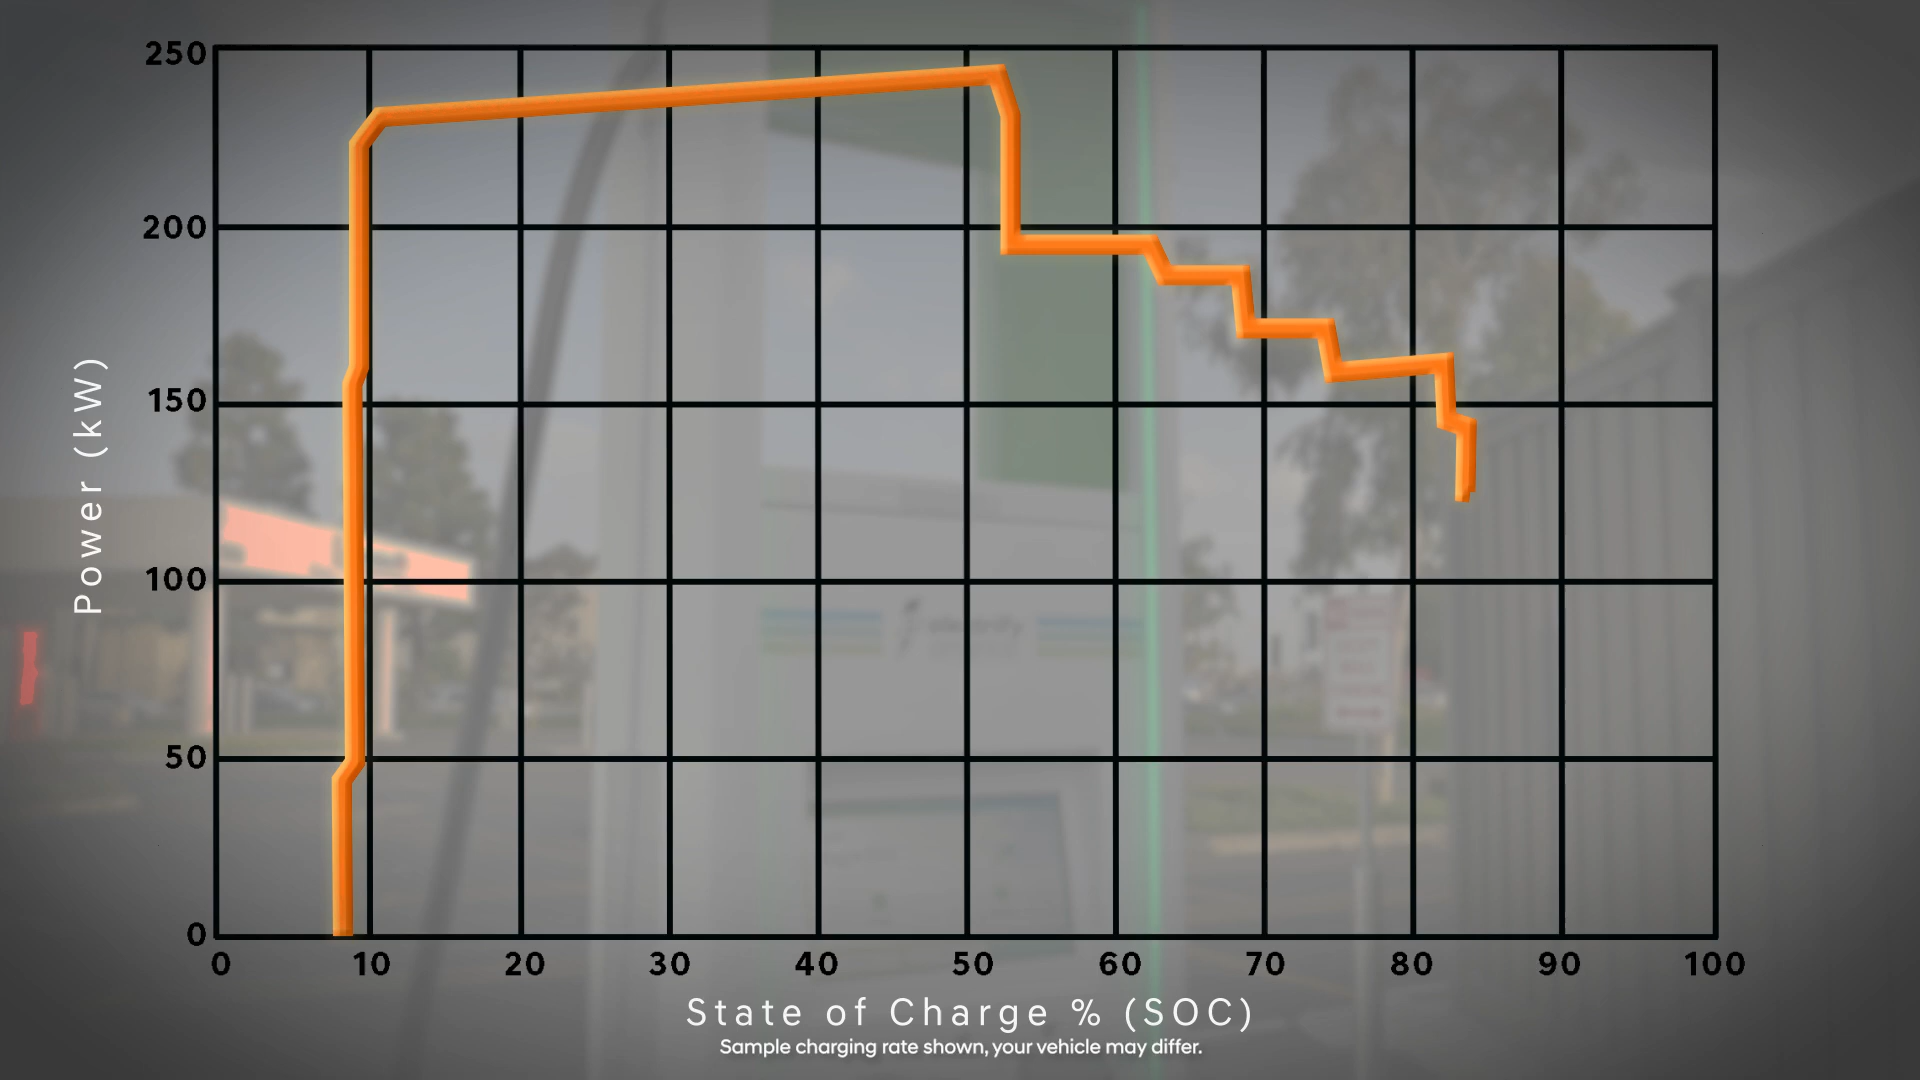 250
200
150
100
50
0
Power (kW)
0 10 20 30 40 50 60 70 80 90 100
State of Charge % (SOC)
Sample charging rate shown, your vehicle may differ.